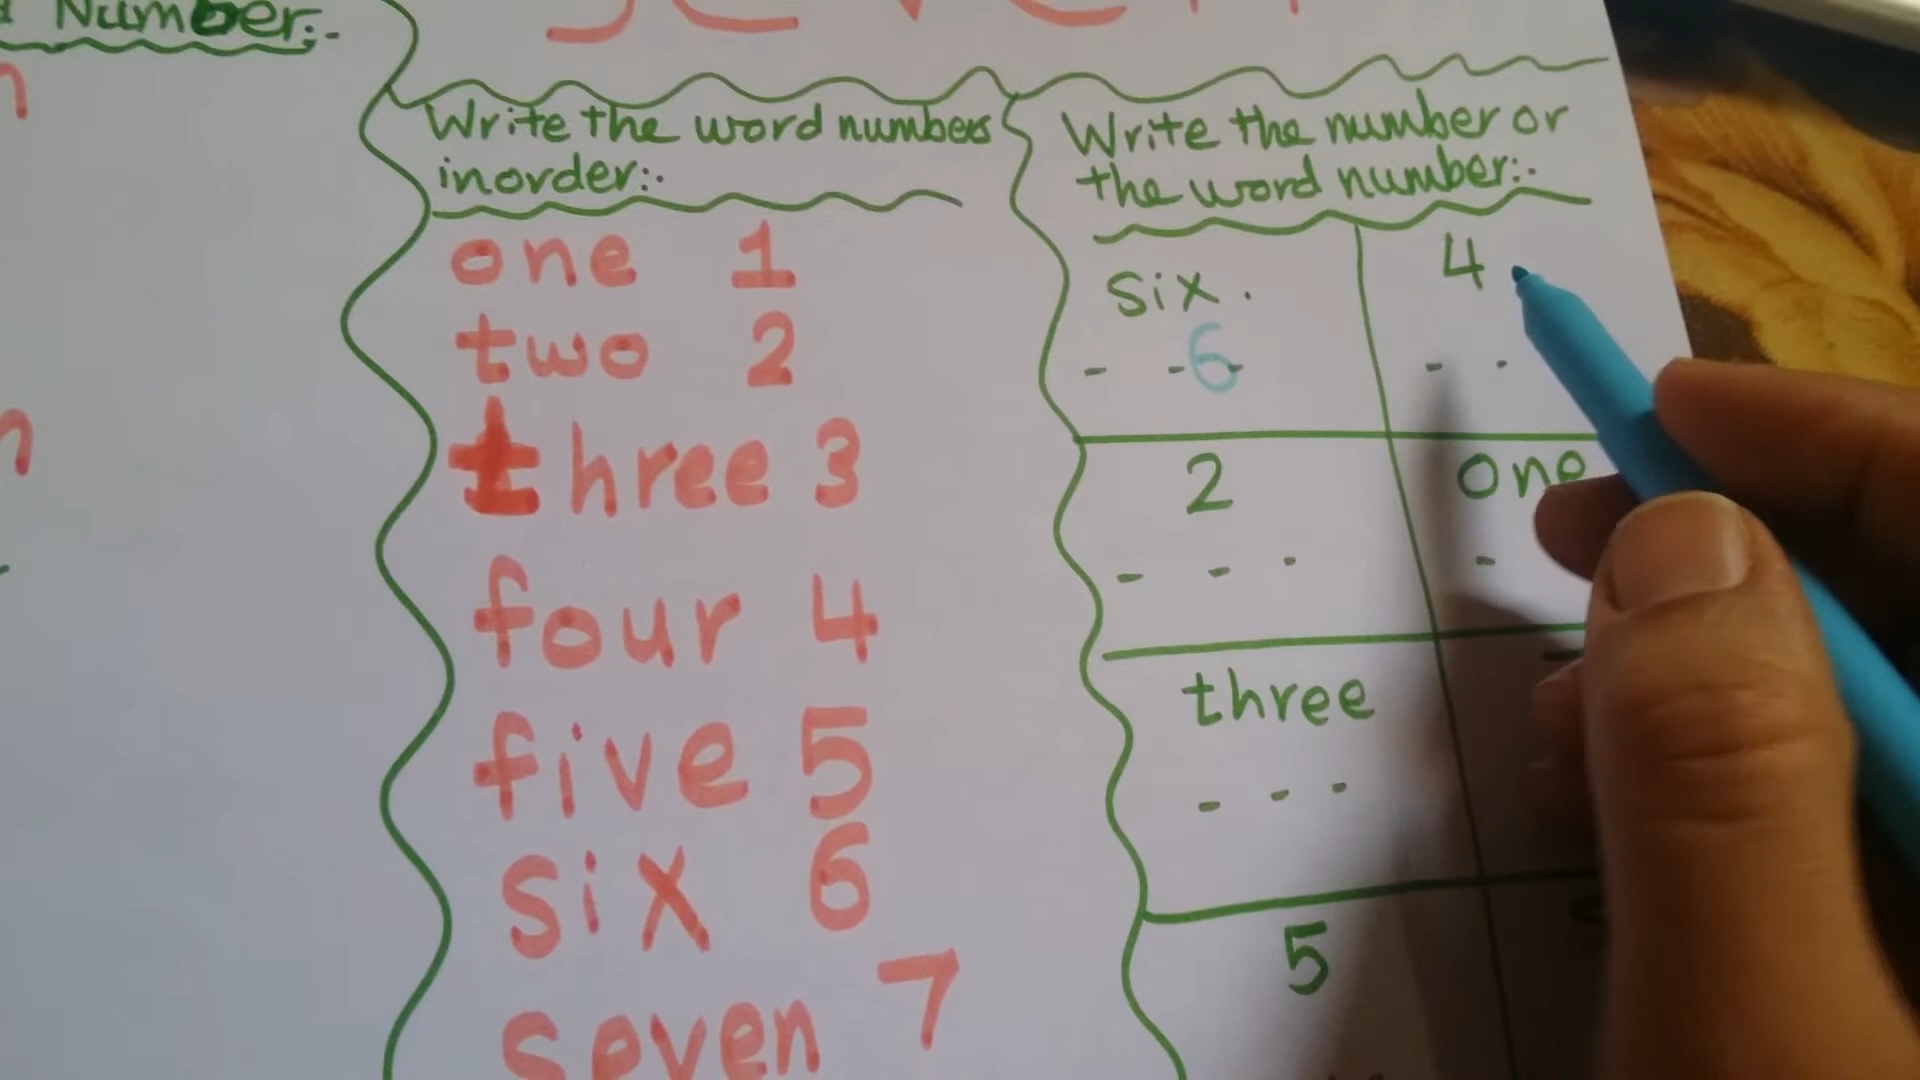 Number:-
Write the word numbers
inorder:-
one 1
two 2
three 3
four 4
five 5
six 6
seven 7
Write the number or
the word number:-
six.
6
4
2
one
three
5